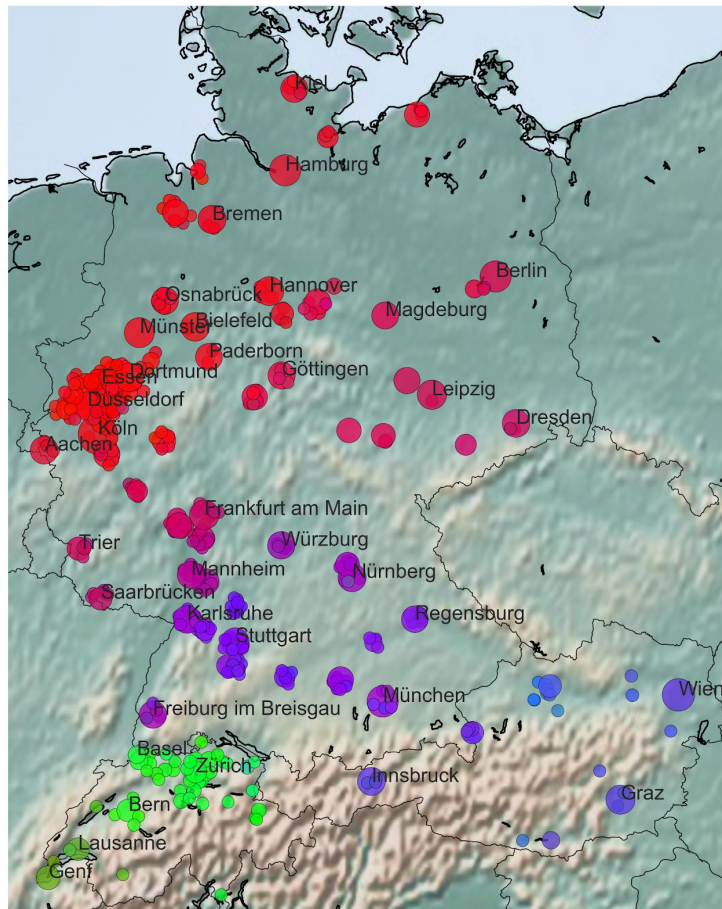 Kiel
Hamburg
Bremen
Berlin
Hannover
Osnabrück
Magdeburg
Bielefeld
Münster
Paderborn
Dortmund
Göttingen
Essen
Leipzig
Düsseldorf
Dresden
Köln
Aachen
Frankfurt am Main
Würzburg
Trier
Mannheim
Nürnberg
Saarbrücken
Karlsruhe
Regensburg
Stuttgart
München
Wien
Freiburg im Breisgau
Basel
Zürich
Innsbruck
Graz
Bern
Lausanne
Genf